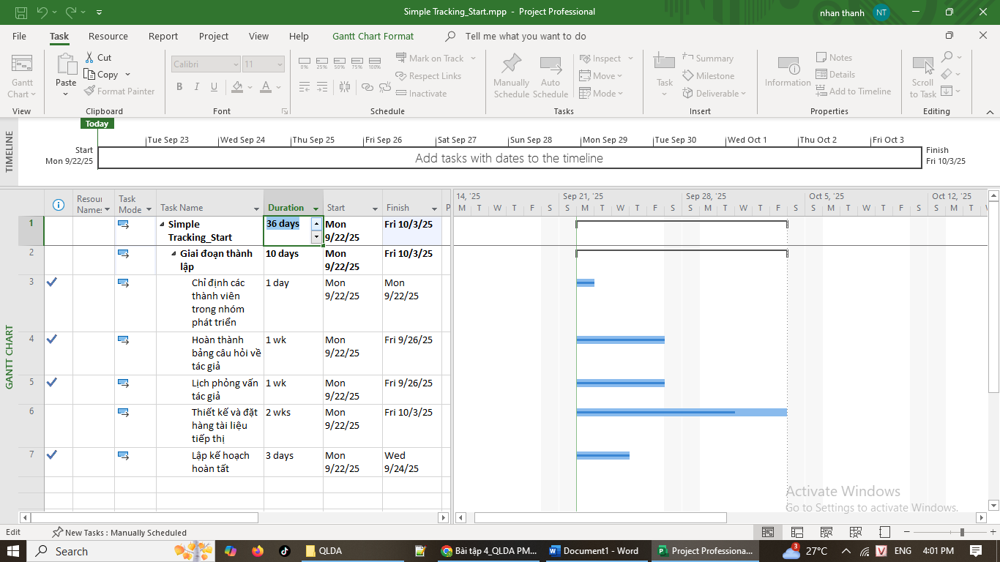 Simple Tracking_Start.mpp - Project Professional
nhan thanh NT
File Task Resource Report Project View Help Gantt Chart Format Tell me what you want to do
Gantt Chart
View
Paste
Cut
Copy
Format Painter
Clipboard
Calibri 11
B I U A
Font
0% 25% 50% 75% 100%
Mark on Track
Respect Links
Inactivate
Schedule
Manually Schedule
Auto Schedule
Inspect
Move
Mode
Tasks
Task
Summary
Milestone
Deliverable
Insert
Information
Notes
Details
Add to Timeline
Properties
Scroll to Task
Editing
TIMELINE
Today
Tue Sep 23 Wed Sep 24 Thu Sep 25 Fri Sep 26 Sat Sep 27 Sun Sep 28 Mon Sep 29 Tue Sep 30 Wed Oct 1 Thu Oct 2 Fri Oct 3
Start
Mon 9/22/25
Add tasks with dates to the timeline
Finish
Fri 10/3/25
GANTT CHART
Resou Names
Task Mode
Task Name
Duration
Start
Finish
P
14, '25 Sep 21, '25 Sep 28, '25 Oct 5, '25 Oct 12, '25
M T W T F S S M T W T F S S M T W T F S S M T W T F S S M T W
1 Simple Tracking_Start 36 days Mon 9/22/25 Fri 10/3/25
2 Giai đoạn thành lập 10 days Mon 9/22/25 Fri 10/3/25
3 Chỉ định các thành viên trong nhóm phát triển 1 day Mon 9/22/25 Mon 9/22/25
4 Hoàn thành bảng câu hỏi về tác giả 1 wk Mon 9/22/25 Fri 9/26/25
5 Lịch phỏng vấn tác giả 1 wk Mon 9/22/25 Fri 9/26/25
6 Thiết kế và đặt hàng tài liệu tiếp thị 2 wks Mon 9/22/25 Fri 10/3/25
7 Lập kế hoạch hoàn tất 3 days Mon 9/22/25 Wed 9/24/25
Activate Windows
Go to Settings to activate Windows.
Edit New Tasks : Manually Scheduled
Search
QLDA
Bài tập 4_QLDA PM...
Document1 - Word
Project Professiona...
3
27°C
V
ENG
4:01 PM